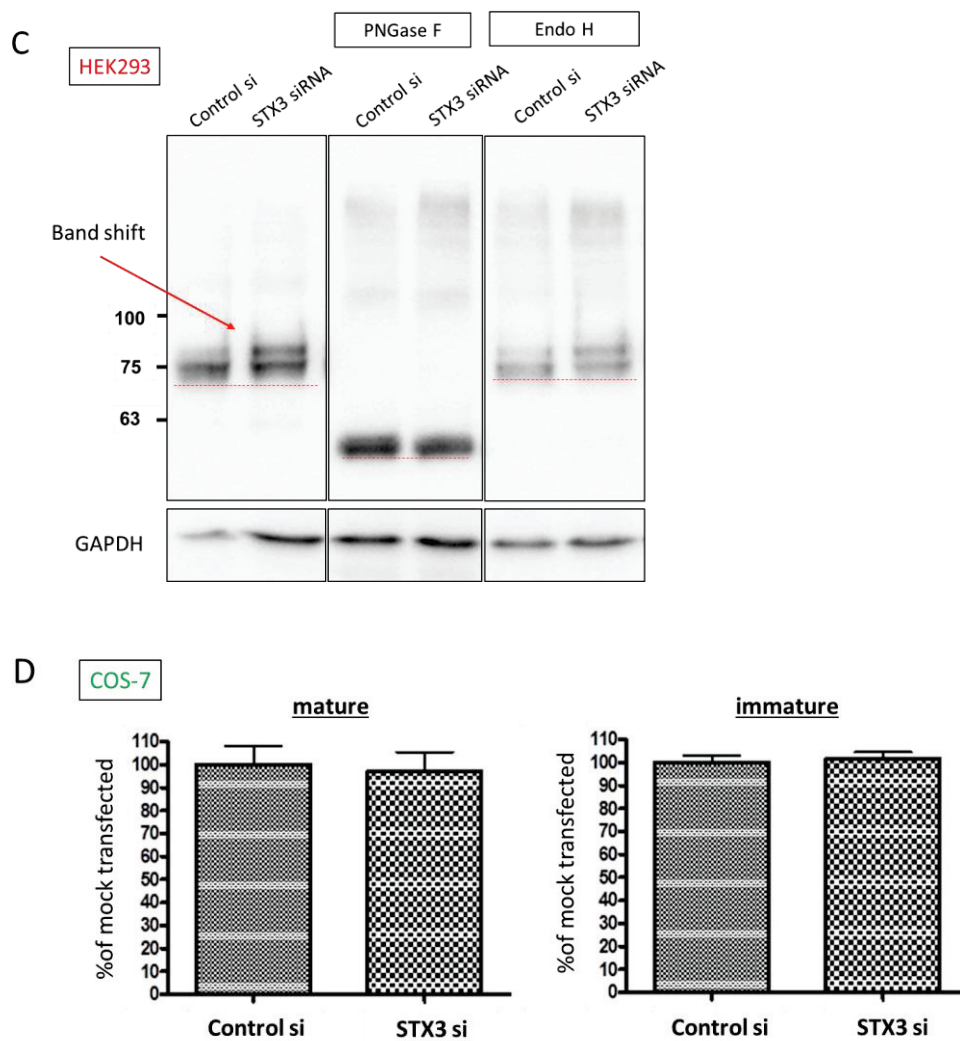 C
HEK293
PNGase F
Endo H
Control si
STX3 siRNA
Control si
STX3 siRNA
Control si
STX3 siRNA
Band shift
100
75
63
GAPDH
D
COS-7
mature
%of mock transfected
110
100
90
80
70
60
50
40
30
20
10
0
Control si
STX3 si
immature
%of mock transfected
110
100
90
80
70
60
50
40
30
20
10
0
Control si
STX3 si